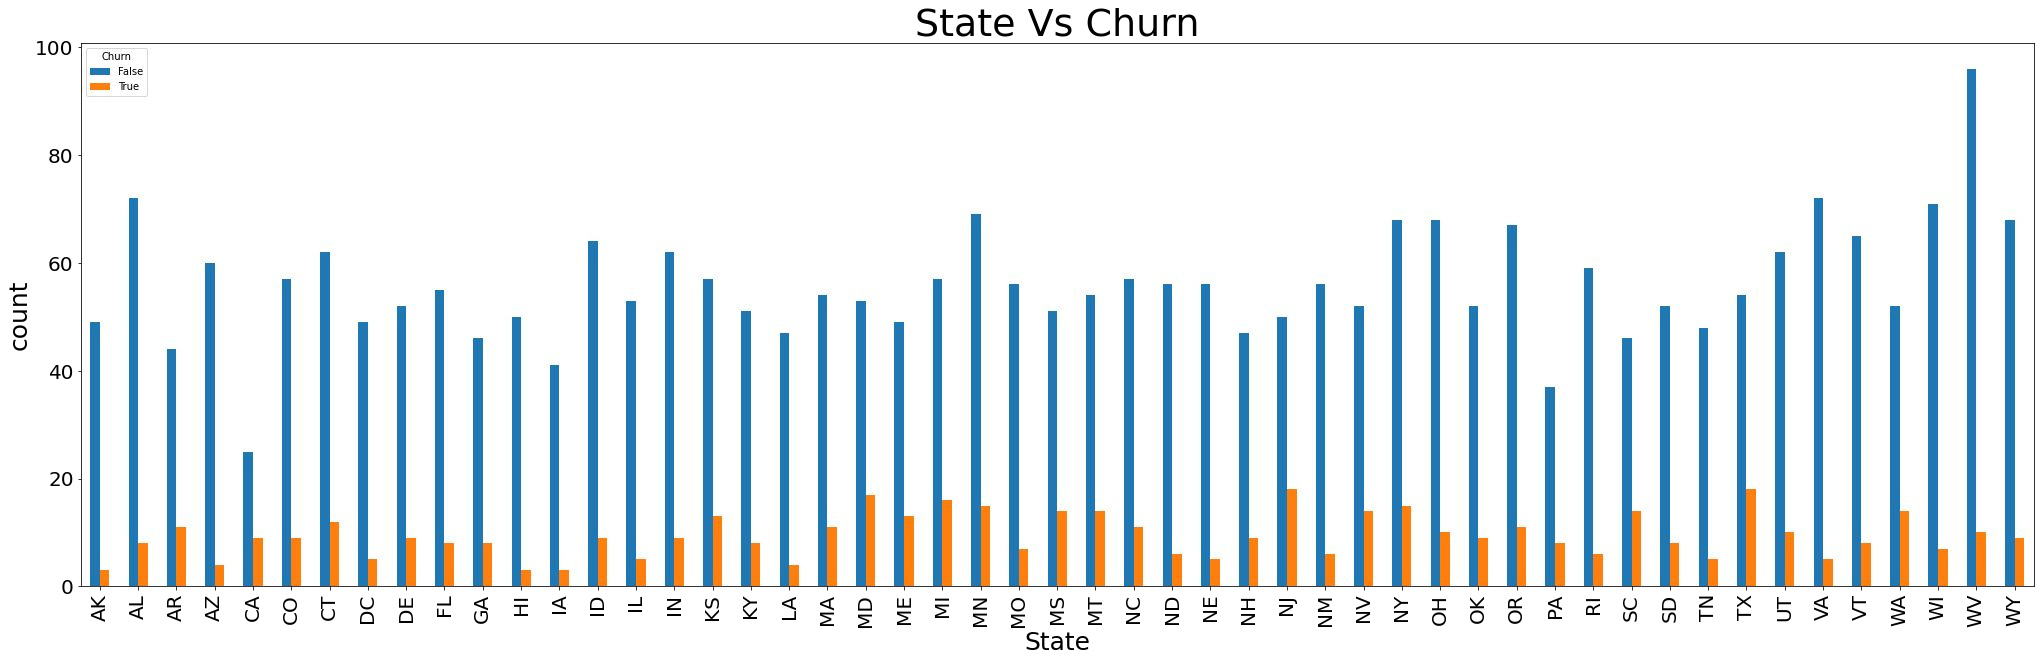 State Vs Churn
100
80
60
40
20
0
count
Churn
False
True
AK AL AR AZ CA CO CT DC DE FL GA HI IA ID IL IN KS KY LA MA MD ME MI MN MO MS MT NC ND NE NH NJ NM NV NY OH OK OR PA RI SC SD TN TX UT VA VT WA WI WV WY
State